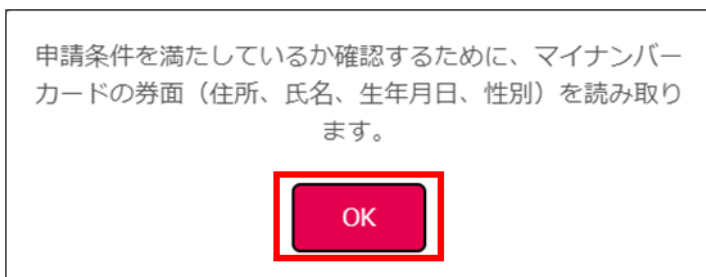 申請条件を満たしているか確認するために、マイナンバー
カードの券面（住所、氏名、生年月日、性別）を読み取り
ます。
OK